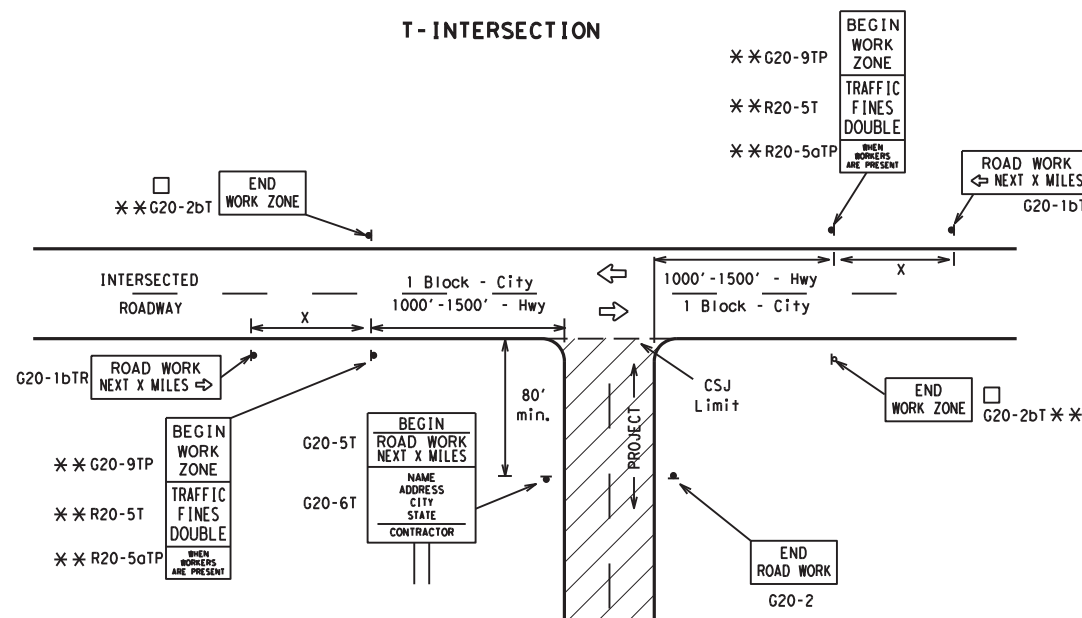 T-INTERSECTION
BEGIN
WORK
ZONE
TRAFFIC
FINES
DOUBLE
WHEN
WORKERS
ARE PRESENT
**G20-9TP
**R20-5T
**R20-5aTP
ROAD WORK
⇦ NEXT X MILES
G20-1bT
END
WORK ZONE
□
**G20-2bT
INTERSECTED
ROADWAY
1 Block - City
1000'-1500' - Hwy
1000'-1500' - Hwy
1 Block - City
X
X
G20-1bTR
ROAD WORK
NEXT X MILES ⇨
80'
min.
CSJ
Limit
PROJECT
END
WORK ZONE
□
G20-2bT **
BEGIN
WORK
ZONE
TRAFFIC
FINES
DOUBLE
WHEN
WORKERS
ARE PRESENT
**G20-9TP
**R20-5T
**R20-5aTP
G20-5T
BEGIN
ROAD WORK
NEXT X MILES
G20-6T
NAME
ADDRESS
CITY
STATE
CONTRACTOR
END
ROAD WORK
G20-2